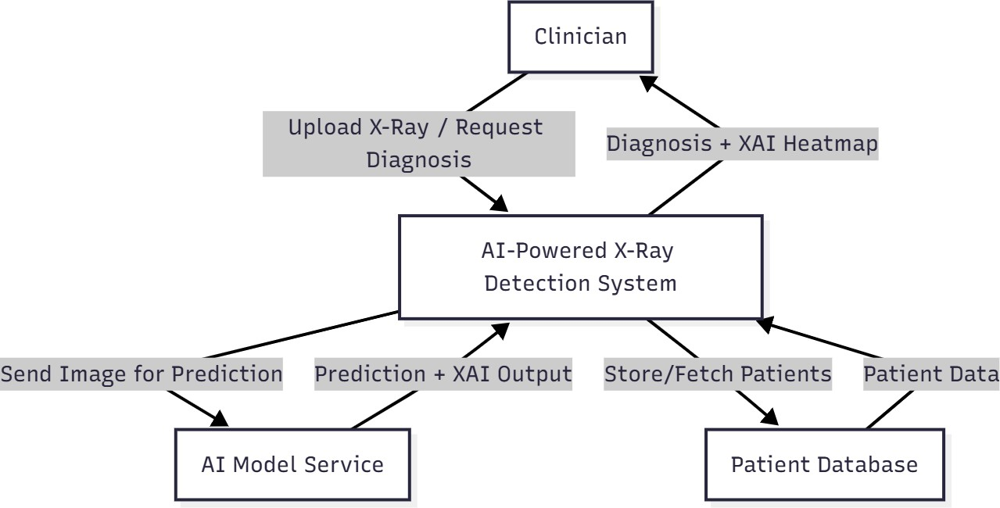 Clinician
Upload X-Ray / Request
Diagnosis
Diagnosis + XAI Heatmap
AI-Powered X-Ray
Detection System
Send Image for Prediction
Prediction + XAI Output
Store/Fetch Patients
Patient Data
AI Model Service
Patient Database